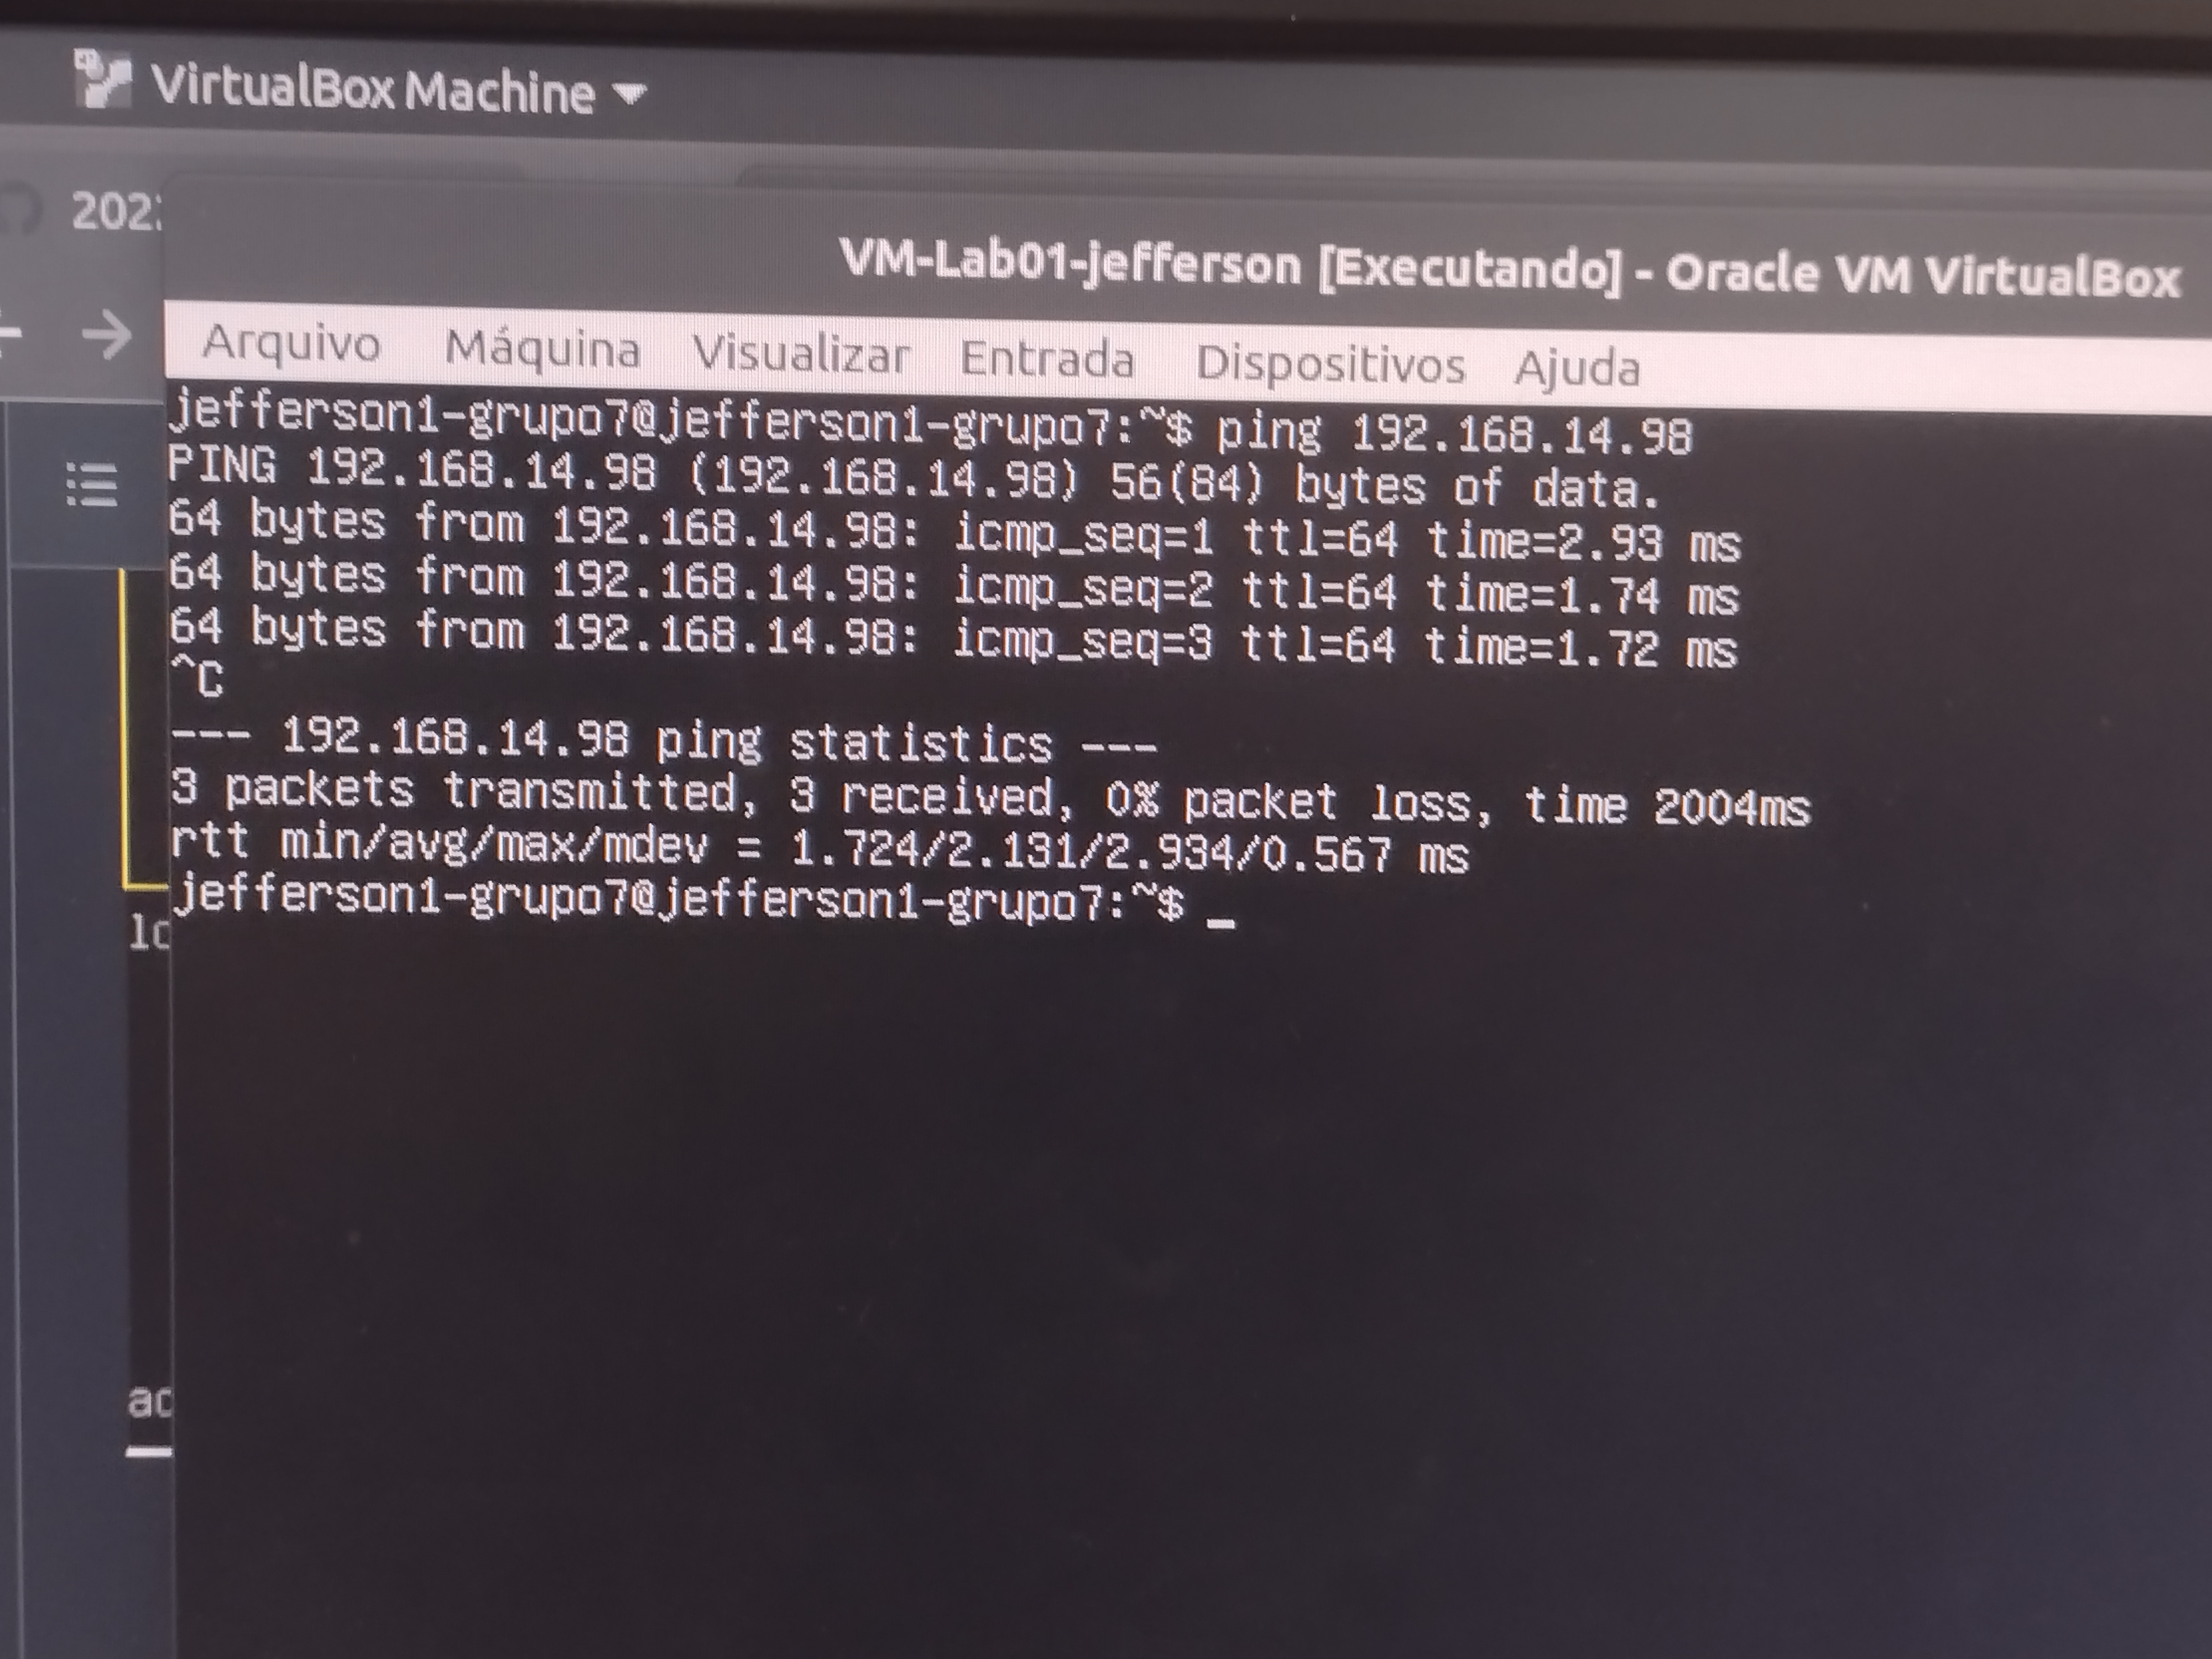 VirtualBox Machine
202
VM-Lab01-jefferson [Executando] - Oracle VM VirtualBox
Arquivo Máquina Visualizar Entrada Dispositivos Ajuda
jefferson1-grupo7@jefferson1-grupo7:~$ ping 192.168.14.98
PING 192.168.14.98 (192.168.14.98) 56(84) bytes of data.
64 bytes from 192.168.14.98: icmp_seq=1 ttl=64 time=2.93 ms
64 bytes from 192.168.14.98: icmp_seq=2 ttl=64 time=1.74 ms
64 bytes from 192.168.14.98: icmp_seq=3 ttl=64 time=1.72 ms
^C
--- 192.168.14.98 ping statistics ---
3 packets transmitted, 3 received, 0% packet loss, time 2004ms
rtt min/avg/max/mdev = 1.724/2.131/2.934/0.567 ms
jefferson1-grupo7@jefferson1-grupo7:~$ _